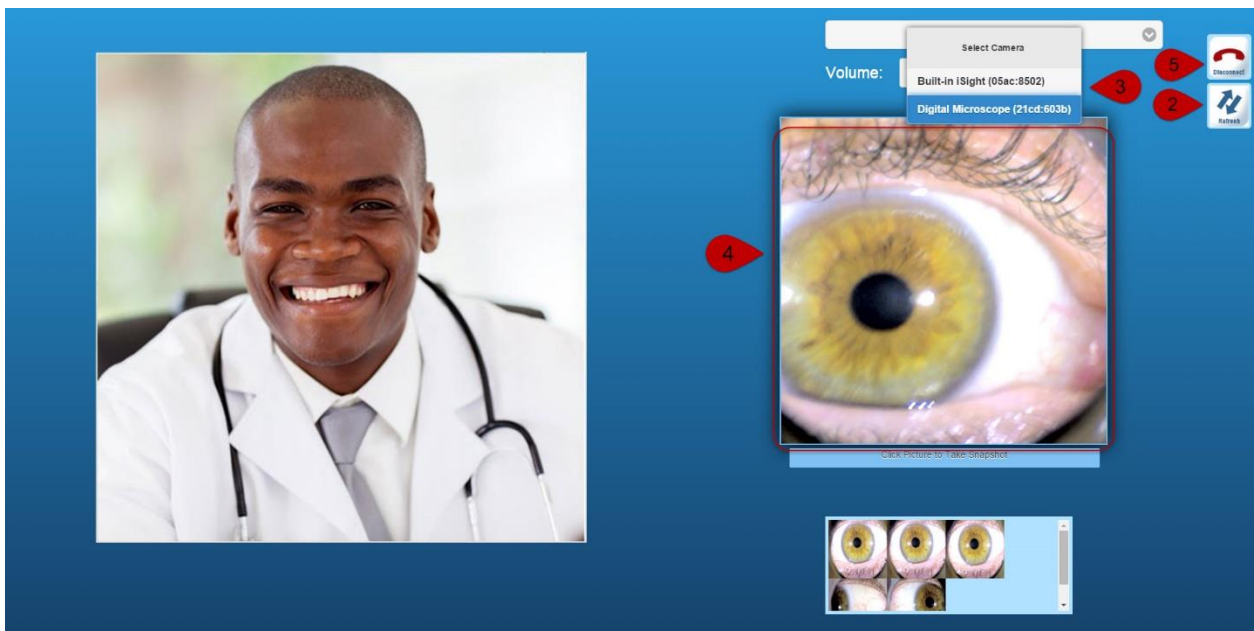 Select Camera
Volume:
Built-in iSight (05ac:8502)
Digital Microscope (21cd:603b)
5
Disconnect
3
2
Refresh
4
Click Picture to Take Snapshot